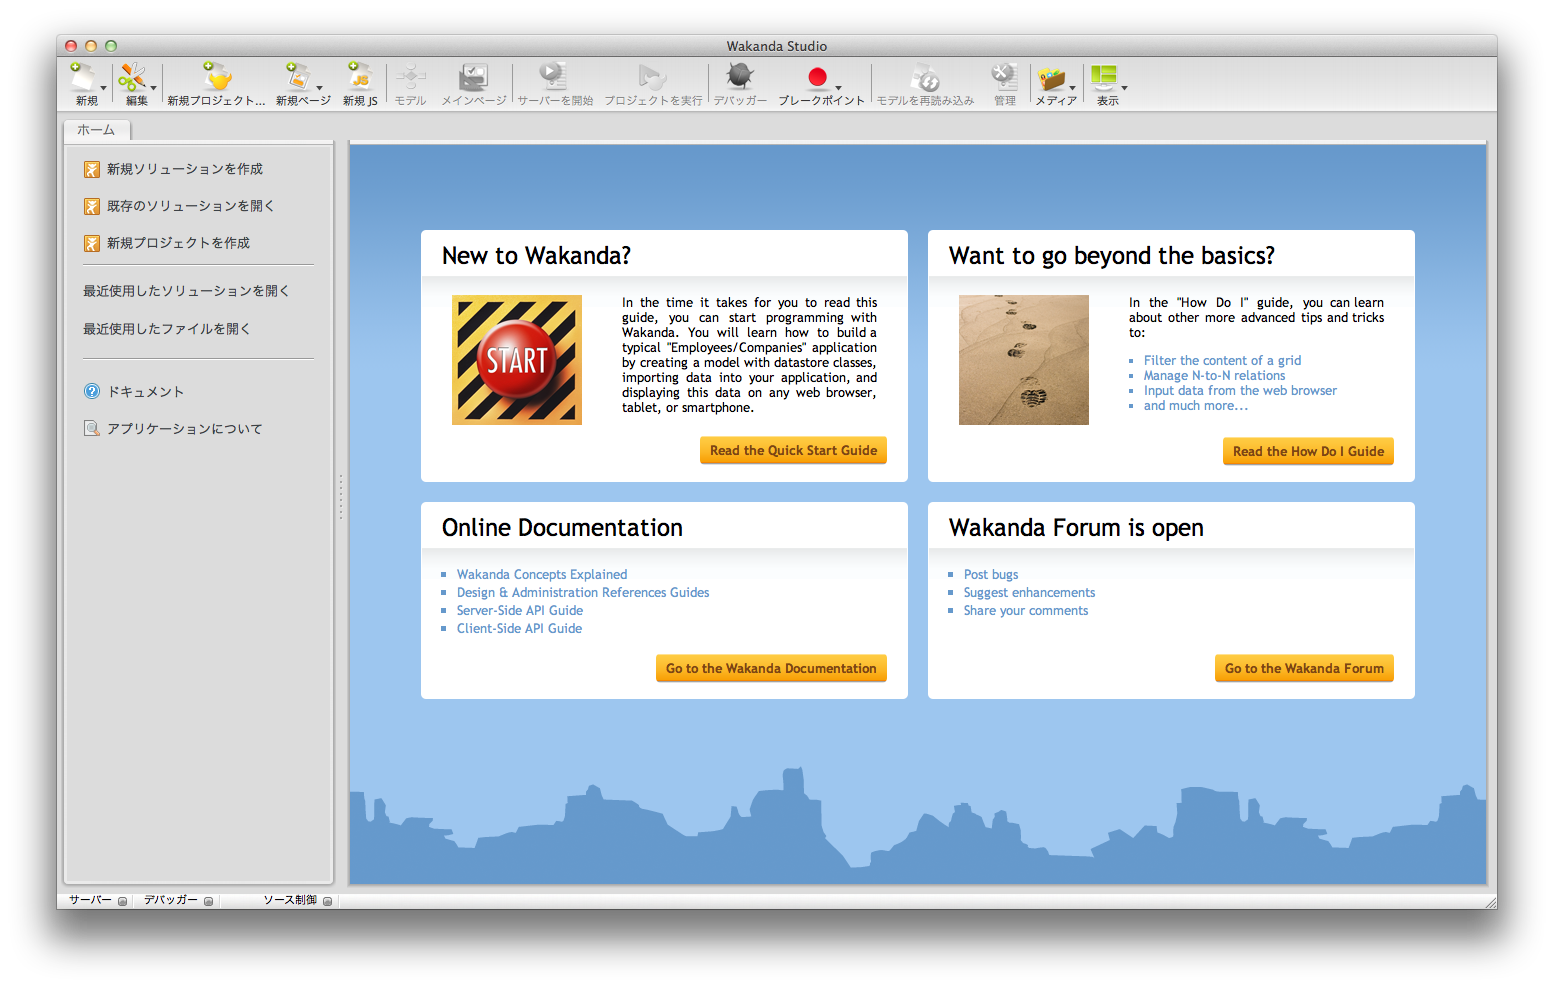 Wakanda Studio
新規 編集 新規プロジェクト... 新規ページ 新規 JS モデル メインページ サーバーを開始 プロジェクトを実行 デバッガー ブレークポイント モデルを再読み込み 管理 メディア 表示
ホーム
新規ソリューションを作成
既存のソリューションを開く
新規プロジェクトを作成
最近使用したソリューションを開く
最近使用したファイルを開く
ドキュメント
アプリケーションについて
New to Wakanda?
START
In the time it takes for you to read this
guide, you can start programming with
Wakanda. You will learn how to build a
typical "Employees/Companies" application
by creating a model with datastore classes,
importing data into your application, and
displaying this data on any web browser,
tablet, or smartphone.
Read the Quick Start Guide
Want to go beyond the basics?
In the "How Do I" guide, you can learn
about other more advanced tips and tricks
to:
Filter the content of a grid
Manage N-to-N relations
Input data from the web browser
and much more...
Read the How Do I Guide
Online Documentation
Wakanda Concepts Explained
Design & Administration References Guides
Server-Side API Guide
Client-Side API Guide
Go to the Wakanda Documentation
Wakanda Forum is open
Post bugs
Suggest enhancements
Share your comments
Go to the Wakanda Forum
サーバー デバッガー ソース制御